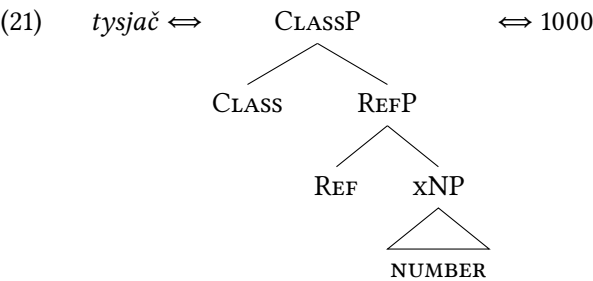 (21) tysjač ⇔ ClassP ⇔ 1000
Class RefP
Ref xNP
number